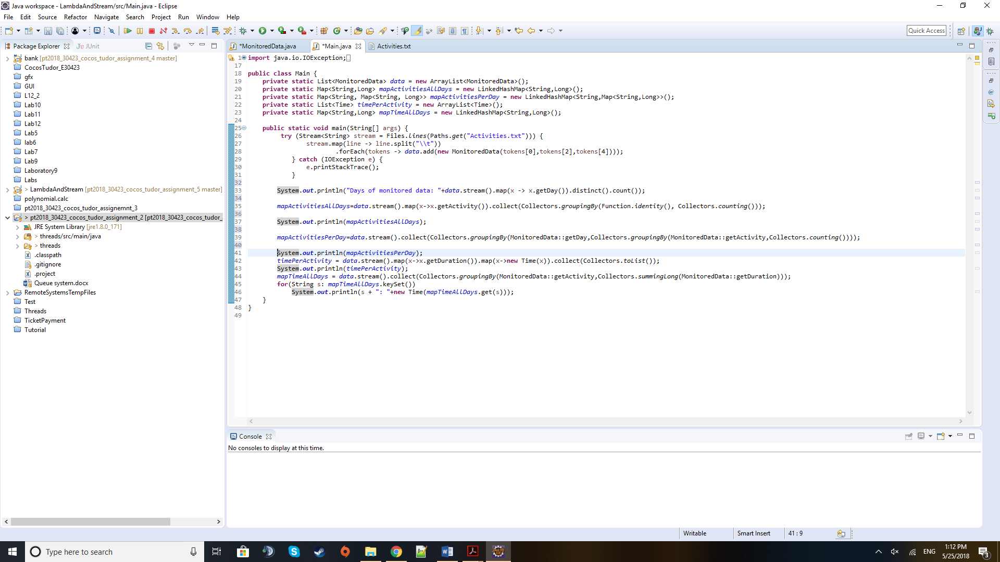 Java workspace - LambdaAndStream/src/Main.java - Eclipse
File Edit Source Refactor Navigate Search Project Run Window Help
Quick Access
Package Explorer JUnit
bank [pt2018_30423_cocos_tudor_assignment_4 master]
CocosTudor_E30423
gfx
GUI
L12_2
Lab10
Lab11
Lab12
Lab5
lab6
Lab7
Lab9
Laboratory9
Labs
> LambdaAndStream [pt2018_30423_cocos_tudor_assignment_5 master]
polynomial.calc
pt2018_30423_cocos_tudor_assignemnt_3
> pt2018_30423_cocos_tudor_assignment_2 [pt2018_30423_cocos_tudor_
JRE System Library [jre1.8.0_171]
> threads/src/main/java
> threads
.classpath
.gitignore
.project
Queue system.docx
RemoteSystemsTempFiles
Test
Threads
TicketPayment
Tutorial
*MonitoredData.java *Main.java Activities.txt
1 import java.io.IOException;
17
18 public class Main {
19 private static List<MonitoredData> data = new ArrayList<MonitoredData>();
20 private static Map<String,Long> mapActivitiesAllDays = new LinkedHashMap<String,Long>();
21 private static Map<String, Map<String, Long>> mapActivitiesPerDay = new LinkedHashMap<String,Map<String,Long>>();
22 private static List<Time> timePerActivity = new ArrayList<Time>();
23 private static Map<String,Long> mapTimeAllDays = new LinkedHashMap<String,Long>();
24
25 public static void main(String[] args) {
26 try (Stream<String> stream = Files.lines(Paths.get("Activities.txt"))) {
27 stream.map(line -> line.split("\\t"))
28 .forEach(tokens -> data.add(new MonitoredData(tokens[0],tokens[2],tokens[4])));
29 } catch (IOException e) {
30 e.printStackTrace();
31 }
32
33 System.out.println("Days of monitored data: "+data.stream().map(x -> x.getDay()).distinct().count());
34
35 mapActivitiesAllDays=data.stream().map(x->x.getActivity()).collect(Collectors.groupingBy(Function.identity(), Collectors.counting()));
36
37 System.out.println(mapActivitiesAllDays);
38
39 mapActivitiesPerDay=data.stream().collect(Collectors.groupingBy(MonitoredData::getDay,Collectors.groupingBy(MonitoredData::getActivity,Collectors.counting())));
40
41 System.out.println(mapActivitiesPerDay);
42 timePerActivity = data.stream().map(x->x.getDuration()).map(x->new Time(x)).collect(Collectors.toList());
43 System.out.println(timePerActivity);
44 mapTimeAllDays = data.stream().collect(Collectors.groupingBy(MonitoredData::getActivity,Collectors.summingLong(MonitoredData::getDuration)));
45 for(String s: mapTimeAllDays.keySet())
46 System.out.println(s + ": "+new Time(mapTimeAllDays.get(s)));
47 }
48 }
49
Console
No consoles to display at this time.
Writable Smart Insert 41 : 9
Type here to search
ENG
1:12 PM
5/25/2018
3